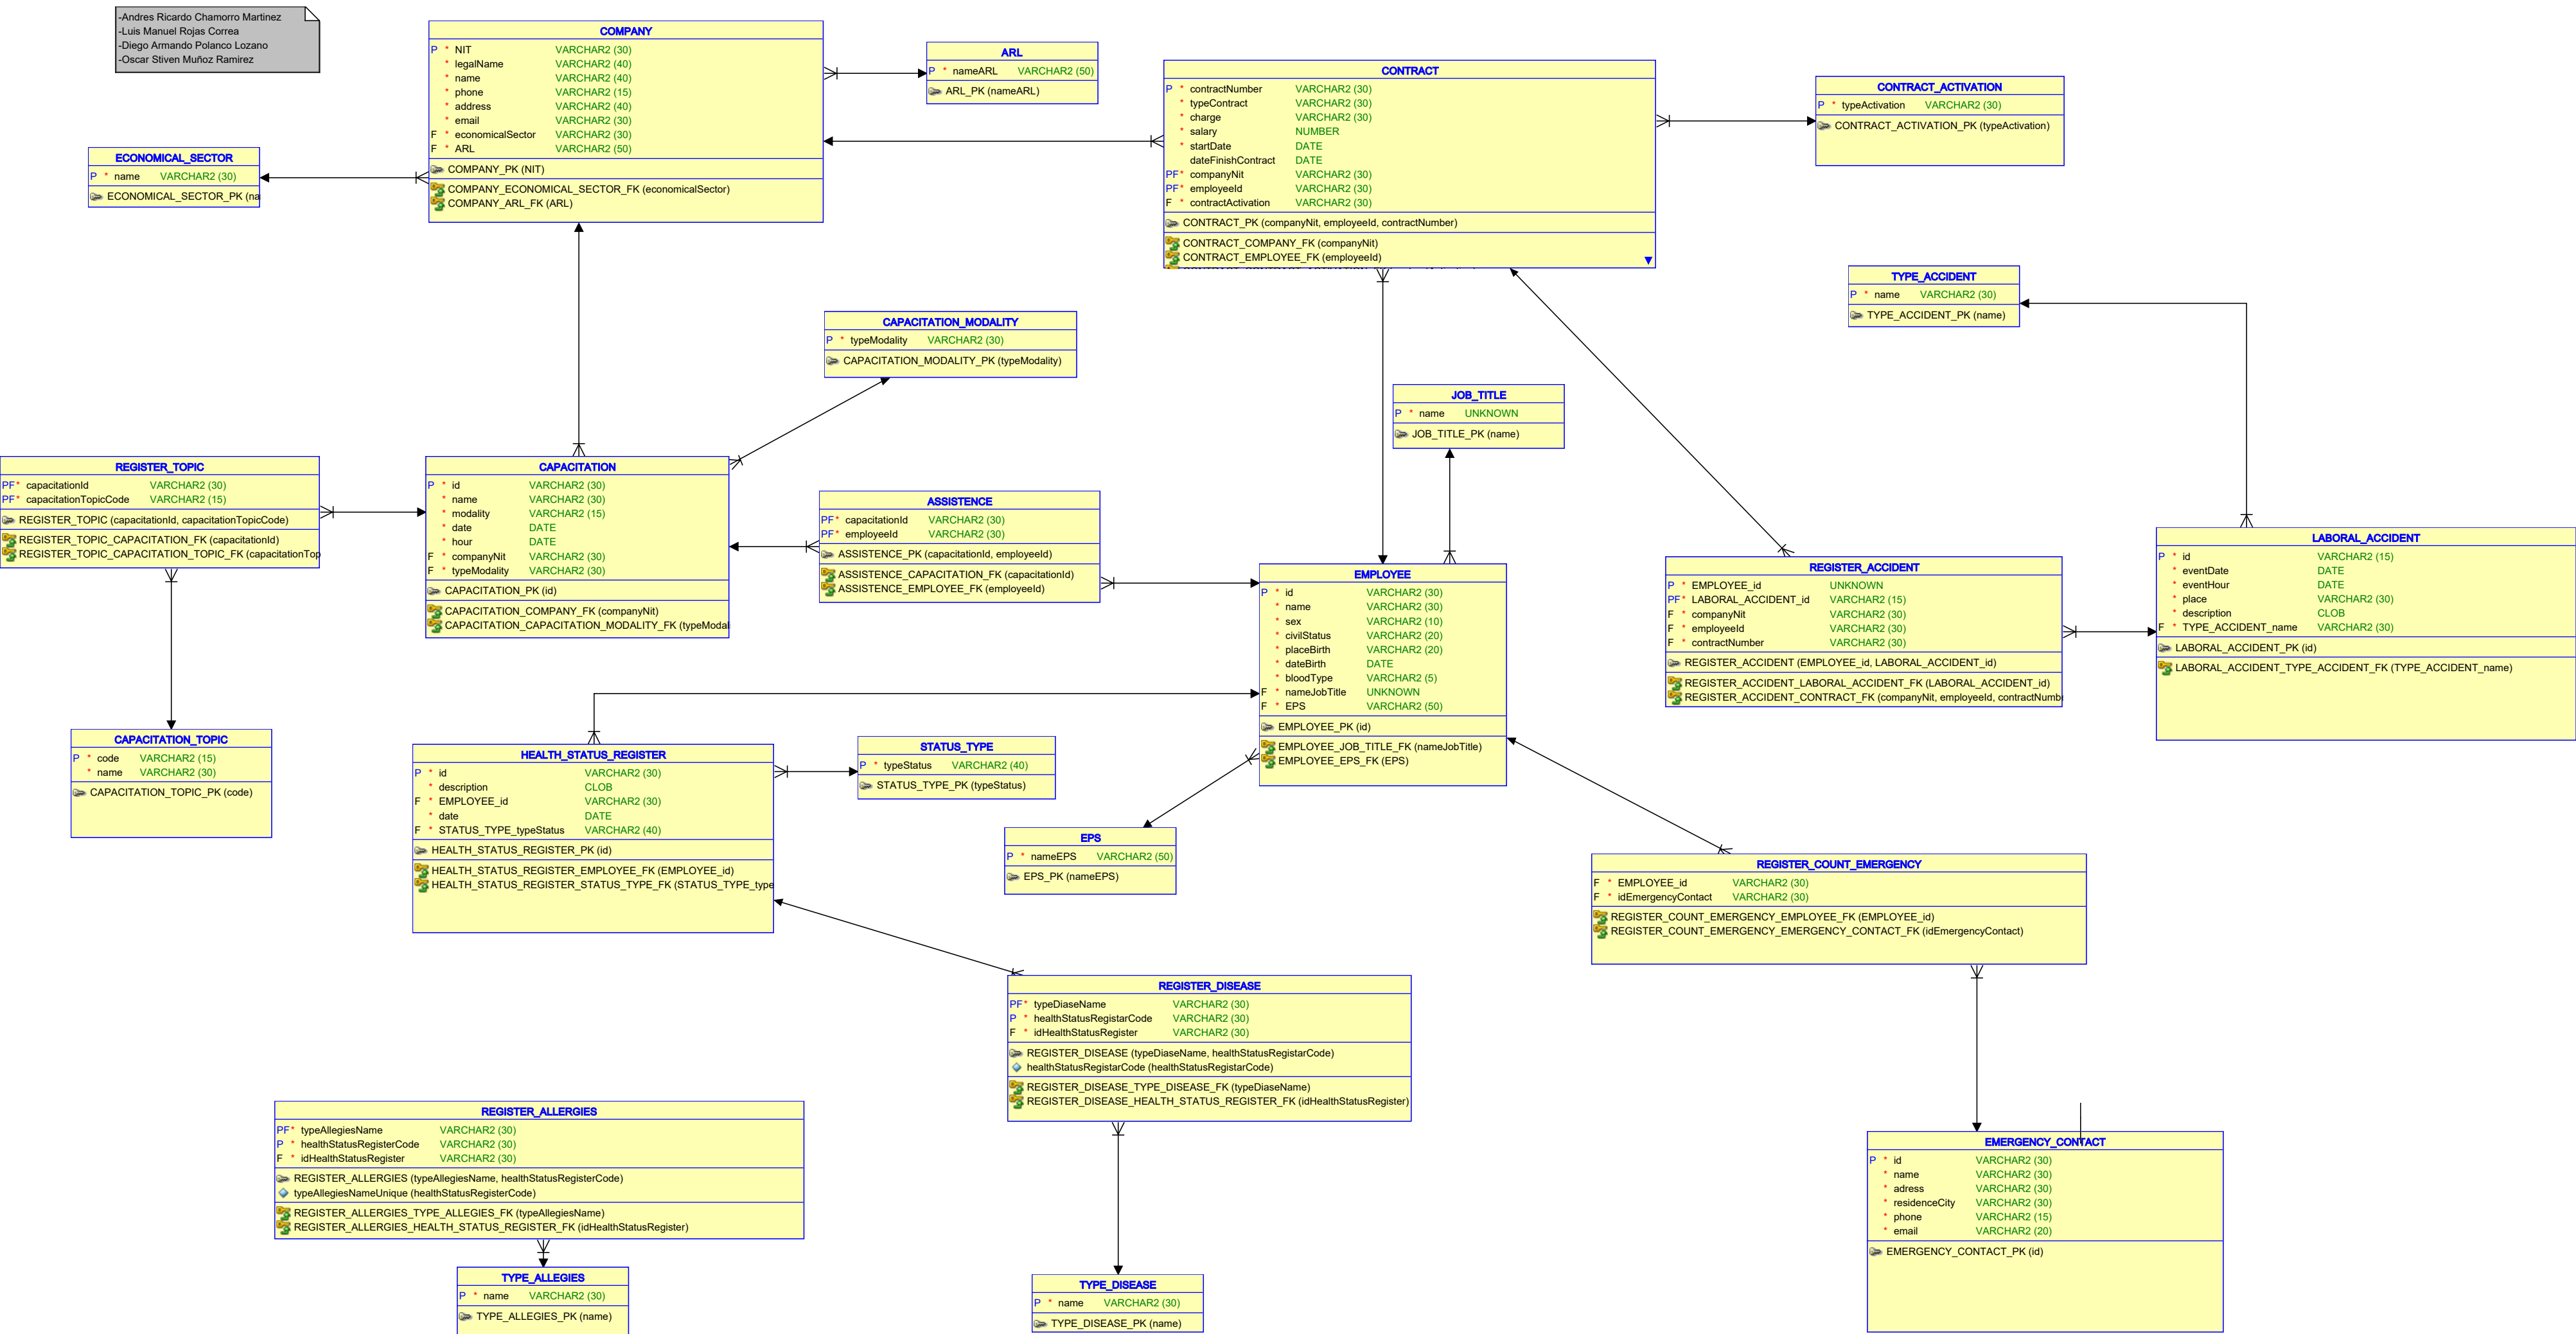 -Andres Ricardo Chamorro Martinez
-Luis Manuel Rojas Correa
-Diego Armando Polanco Lozano
-Oscar Stiven Muñoz Ramirez
COMPANY
P * NIT VARCHAR2 (30)
* legalName VARCHAR2 (40)
* name VARCHAR2 (40)
* phone VARCHAR2 (15)
* address VARCHAR2 (40)
* email VARCHAR2 (30)
F * economicalSector VARCHAR2 (30)
F * ARL VARCHAR2 (50)
COMPANY_PK (NIT)
COMPANY_ECONOMICAL_SECTOR_FK (economicalSector)
COMPANY_ARL_FK (ARL)
ARL
P * nameARL VARCHAR2 (50)
ARL_PK (nameARL)
CONTRACT
P * contractNumber VARCHAR2 (30)
* typeContract VARCHAR2 (30)
* charge VARCHAR2 (30)
* salary NUMBER
* startDate DATE
dateFinishContract DATE
PF* companyNit VARCHAR2 (30)
PF* employeeId VARCHAR2 (30)
F * contractActivation VARCHAR2 (30)
CONTRACT_PK (companyNit, employeeId, contractNumber)
CONTRACT_COMPANY_FK (companyNit)
CONTRACT_EMPLOYEE_FK (employeeId)
CONTRACT_ACTIVATION
P * typeActivation VARCHAR2 (30)
CONTRACT_ACTIVATION_PK (typeActivation)
ECONOMICAL_SECTOR
P * name VARCHAR2 (30)
ECONOMICAL_SECTOR_PK (na
TYPE_ACCIDENT
P * name VARCHAR2 (30)
TYPE_ACCIDENT_PK (name)
CAPACITATION_MODALITY
P * typeModality VARCHAR2 (30)
CAPACITATION_MODALITY_PK (typeModality)
JOB_TITLE
P * name UNKNOWN
JOB_TITLE_PK (name)
REGISTER_TOPIC
PF* capacitationId VARCHAR2 (30)
PF* capacitationTopicCode VARCHAR2 (15)
REGISTER_TOPIC (capacitationId, capacitationTopicCode)
REGISTER_TOPIC_CAPACITATION_FK (capacitationId)
REGISTER_TOPIC_CAPACITATION_TOPIC_FK (capacitationTop
CAPACITATION
P * id VARCHAR2 (30)
* name VARCHAR2 (30)
* modality VARCHAR2 (15)
* date DATE
* hour DATE
F * companyNit VARCHAR2 (30)
F * typeModality VARCHAR2 (30)
CAPACITATION_PK (id)
CAPACITATION_COMPANY_FK (companyNit)
CAPACITATION_CAPACITATION_MODALITY_FK (typeModal
ASSISTENCE
PF* capacitationId VARCHAR2 (30)
PF* employeeId VARCHAR2 (30)
ASSISTENCE_PK (capacitationId, employeeId)
ASSISTENCE_CAPACITATION_FK (capacitationId)
ASSISTENCE_EMPLOYEE_FK (employeeId)
EMPLOYEE
P * id VARCHAR2 (30)
* name VARCHAR2 (30)
* sex VARCHAR2 (10)
* civilStatus VARCHAR2 (20)
* placeBirth VARCHAR2 (20)
* dateBirth DATE
* bloodType VARCHAR2 (5)
F * nameJobTitle UNKNOWN
F * EPS VARCHAR2 (50)
EMPLOYEE_PK (id)
EMPLOYEE_JOB_TITLE_FK (nameJobTitle)
EMPLOYEE_EPS_FK (EPS)
REGISTER_ACCIDENT
P * EMPLOYEE_id UNKNOWN
PF* LABORAL_ACCIDENT_id VARCHAR2 (15)
F * companyNit VARCHAR2 (30)
F * employeeId VARCHAR2 (30)
F * contractNumber VARCHAR2 (30)
REGISTER_ACCIDENT (EMPLOYEE_id, LABORAL_ACCIDENT_id)
REGISTER_ACCIDENT_LABORAL_ACCIDENT_FK (LABORAL_ACCIDENT_id)
REGISTER_ACCIDENT_CONTRACT_FK (companyNit, employeeId, contractNumb
LABORAL_ACCIDENT
P * id VARCHAR2 (15)
* eventDate DATE
* eventHour DATE
* place VARCHAR2 (30)
* description CLOB
F * TYPE_ACCIDENT_name VARCHAR2 (30)
LABORAL_ACCIDENT_PK (id)
LABORAL_ACCIDENT_TYPE_ACCIDENT_FK (TYPE_ACCIDENT_name)
CAPACITATION_TOPIC
P * code VARCHAR2 (15)
* name VARCHAR2 (30)
CAPACITATION_TOPIC_PK (code)
HEALTH_STATUS_REGISTER
P * id VARCHAR2 (30)
* description CLOB
F * EMPLOYEE_id VARCHAR2 (30)
* date DATE
F * STATUS_TYPE_typeStatus VARCHAR2 (40)
HEALTH_STATUS_REGISTER_PK (id)
HEALTH_STATUS_REGISTER_EMPLOYEE_FK (EMPLOYEE_id)
HEALTH_STATUS_REGISTER_STATUS_TYPE_FK (STATUS_TYPE_type
STATUS_TYPE
P * typeStatus VARCHAR2 (40)
STATUS_TYPE_PK (typeStatus)
EPS
P * nameEPS VARCHAR2 (50)
EPS_PK (nameEPS)
REGISTER_COUNT_EMERGENCY
F * EMPLOYEE_id VARCHAR2 (30)
F * idEmergencyContact VARCHAR2 (30)
REGISTER_COUNT_EMERGENCY_EMPLOYEE_FK (EMPLOYEE_id)
REGISTER_COUNT_EMERGENCY_EMERGENCY_CONTACT_FK (idEmergencyContact)
REGISTER_DISEASE
PF* typeDiaseName VARCHAR2 (30)
P * healthStatusRegistarCode VARCHAR2 (30)
F * idHealthStatusRegister VARCHAR2 (30)
REGISTER_DISEASE (typeDiaseName, healthStatusRegistarCode)
healthStatusRegistarCode (healthStatusRegistarCode)
REGISTER_DISEASE_TYPE_DISEASE_FK (typeDiaseName)
REGISTER_DISEASE_HEALTH_STATUS_REGISTER_FK (idHealthStatusRegister)
REGISTER_ALLERGIES
PF* typeAllegiesName VARCHAR2 (30)
P * healthStatusRegisterCode VARCHAR2 (30)
F * idHealthStatusRegister VARCHAR2 (30)
REGISTER_ALLERGIES (typeAllegiesName, healthStatusRegisterCode)
typeAllegiesNameUnique (healthStatusRegisterCode)
REGISTER_ALLERGIES_TYPE_ALLEGIES_FK (typeAllegiesName)
REGISTER_ALLERGIES_HEALTH_STATUS_REGISTER_FK (idHealthStatusRegister)
EMERGENCY_CONTACT
P * id VARCHAR2 (30)
* name VARCHAR2 (30)
* adress VARCHAR2 (30)
* residenceCity VARCHAR2 (30)
* phone VARCHAR2 (15)
* email VARCHAR2 (20)
EMERGENCY_CONTACT_PK (id)
TYPE_ALLEGIES
P * name VARCHAR2 (30)
TYPE_ALLEGIES_PK (name)
TYPE_DISEASE
P * name VARCHAR2 (30)
TYPE_DISEASE_PK (name)